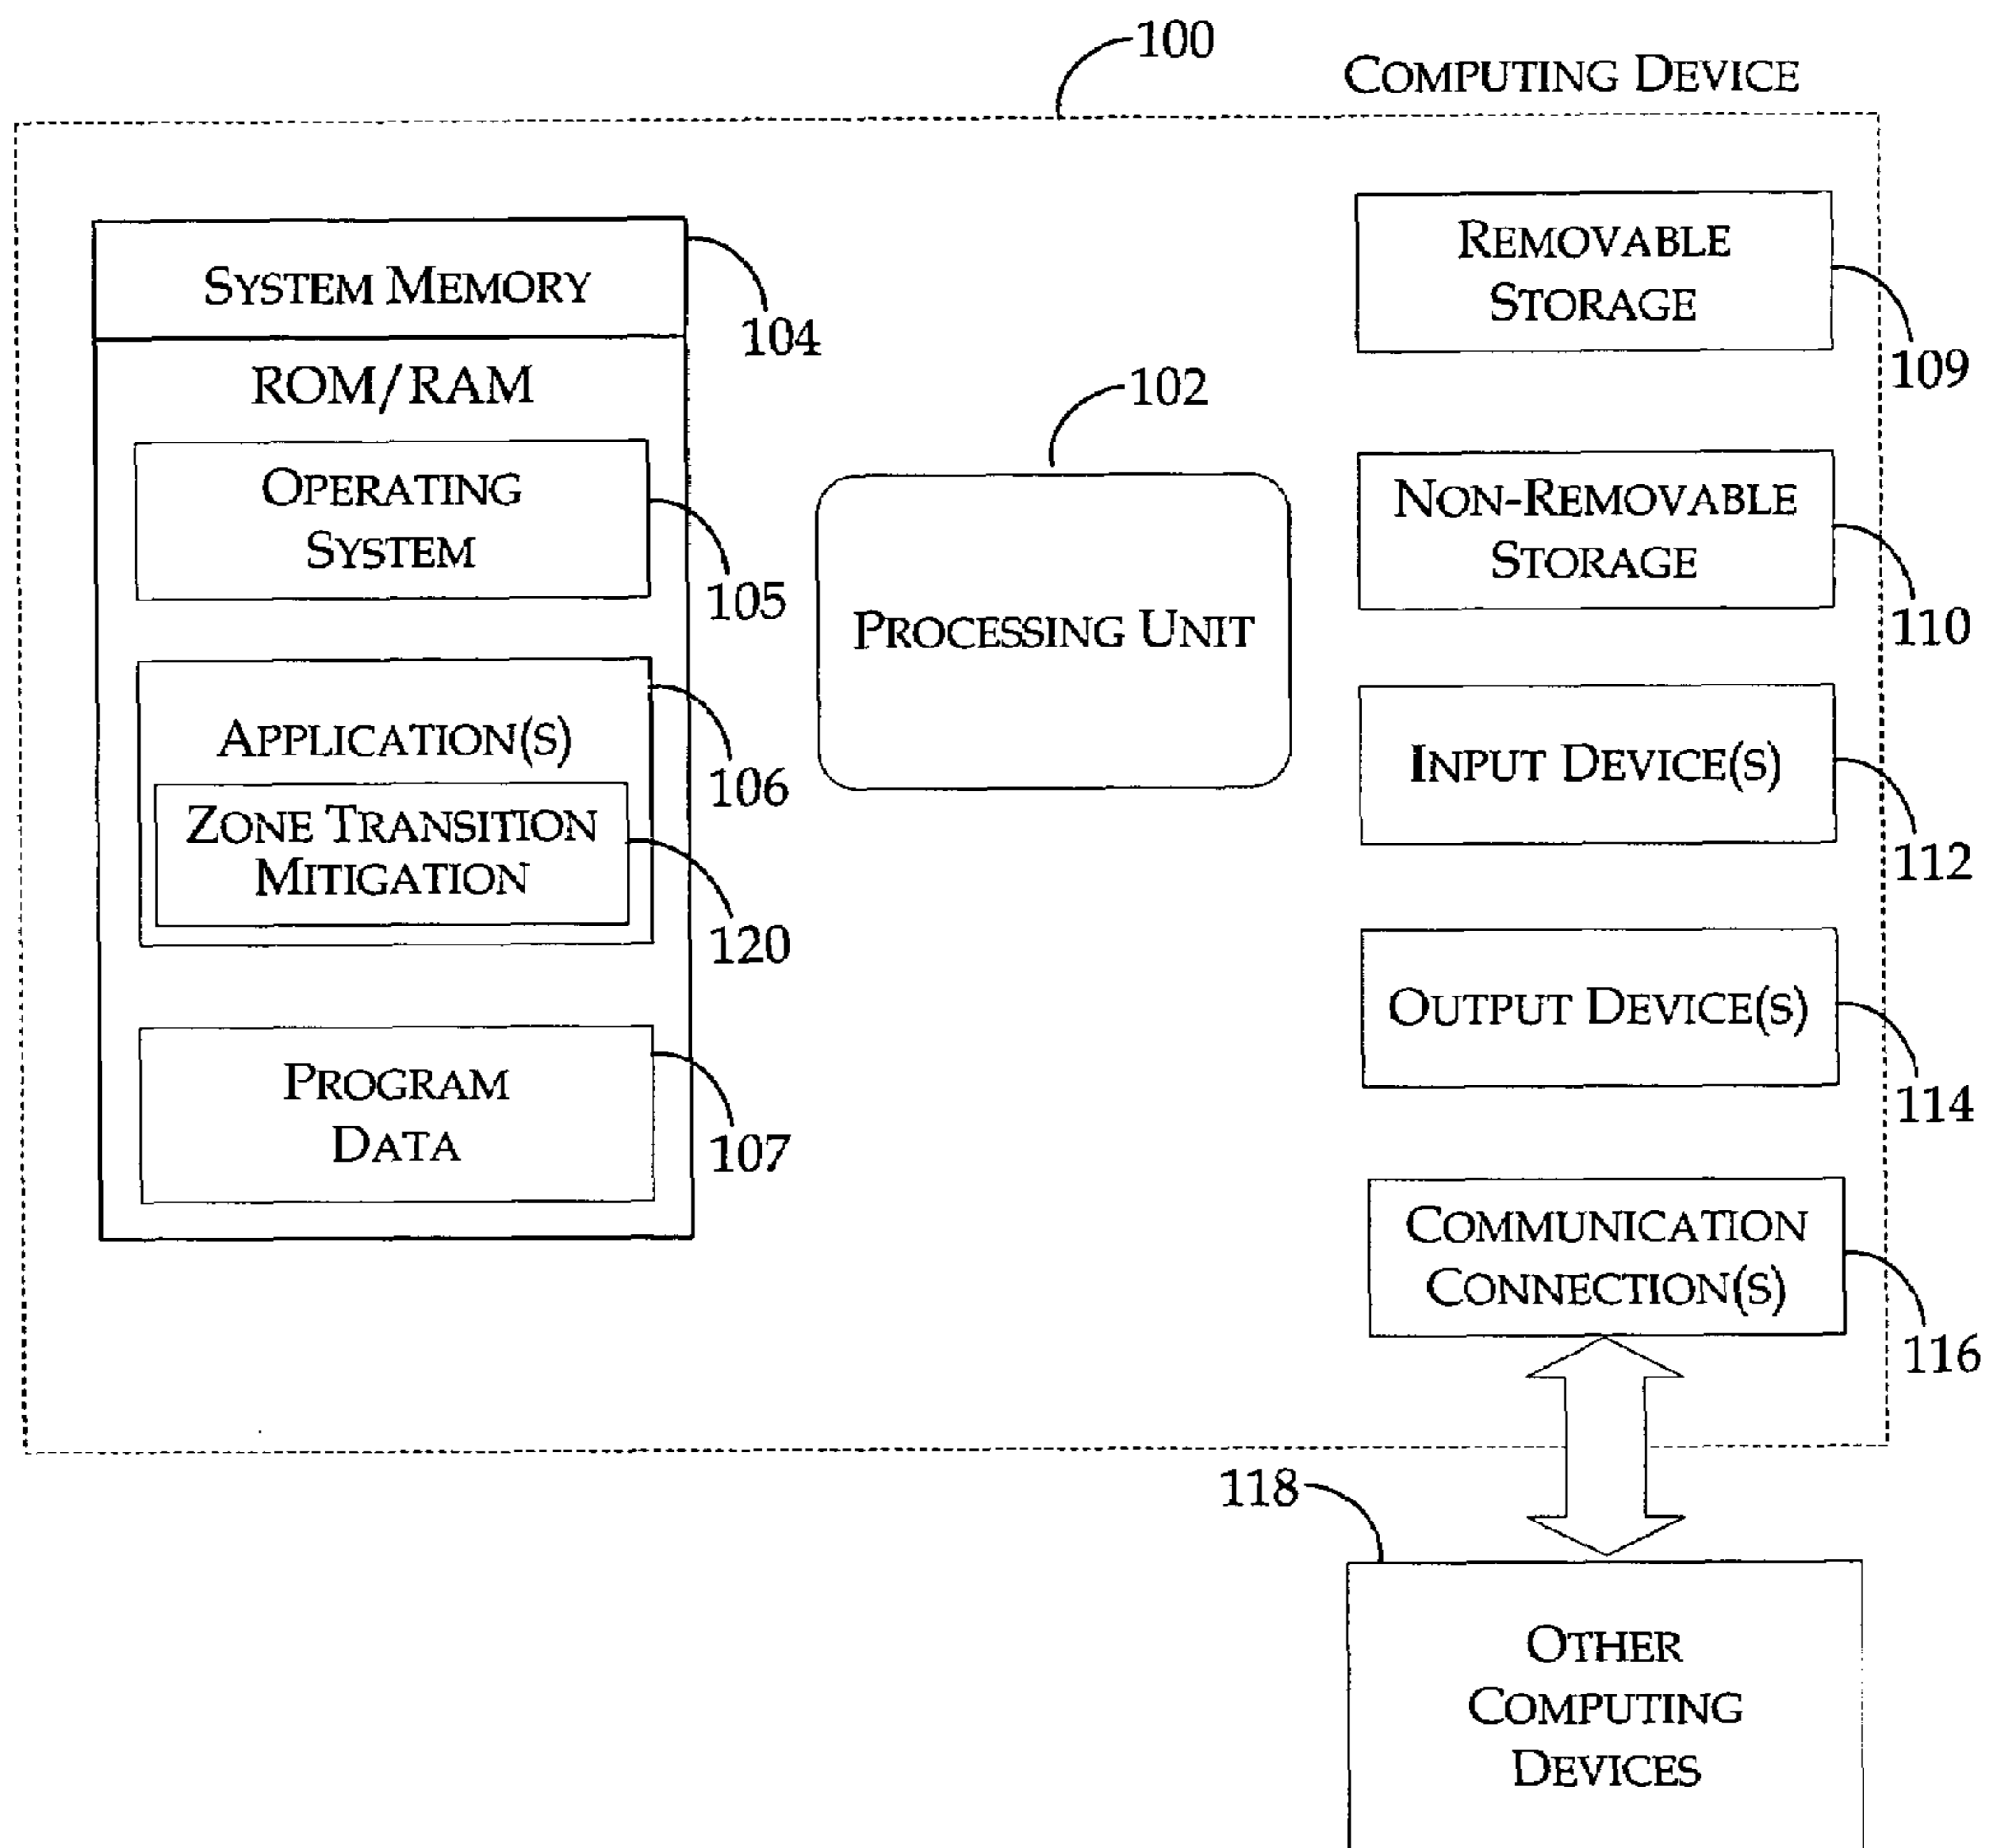 100
COMPUTING DEVICE
SYSTEM MEMORY
104
ROM/RAM
OPERATING
SYSTEM
105
APPLICATION(S)
106
ZONE TRANSITION
MITIGATION
120
PROGRAM
DATA
107
102
PROCESSING UNIT
REMOVABLE
STORAGE
109
NON-REMOVABLE
STORAGE
110
INPUT DEVICE(S)
112
OUTPUT DEVICE(S)
114
COMMUNICATION
CONNECTION(S)
116
118
OTHER
COMPUTING
DEVICES